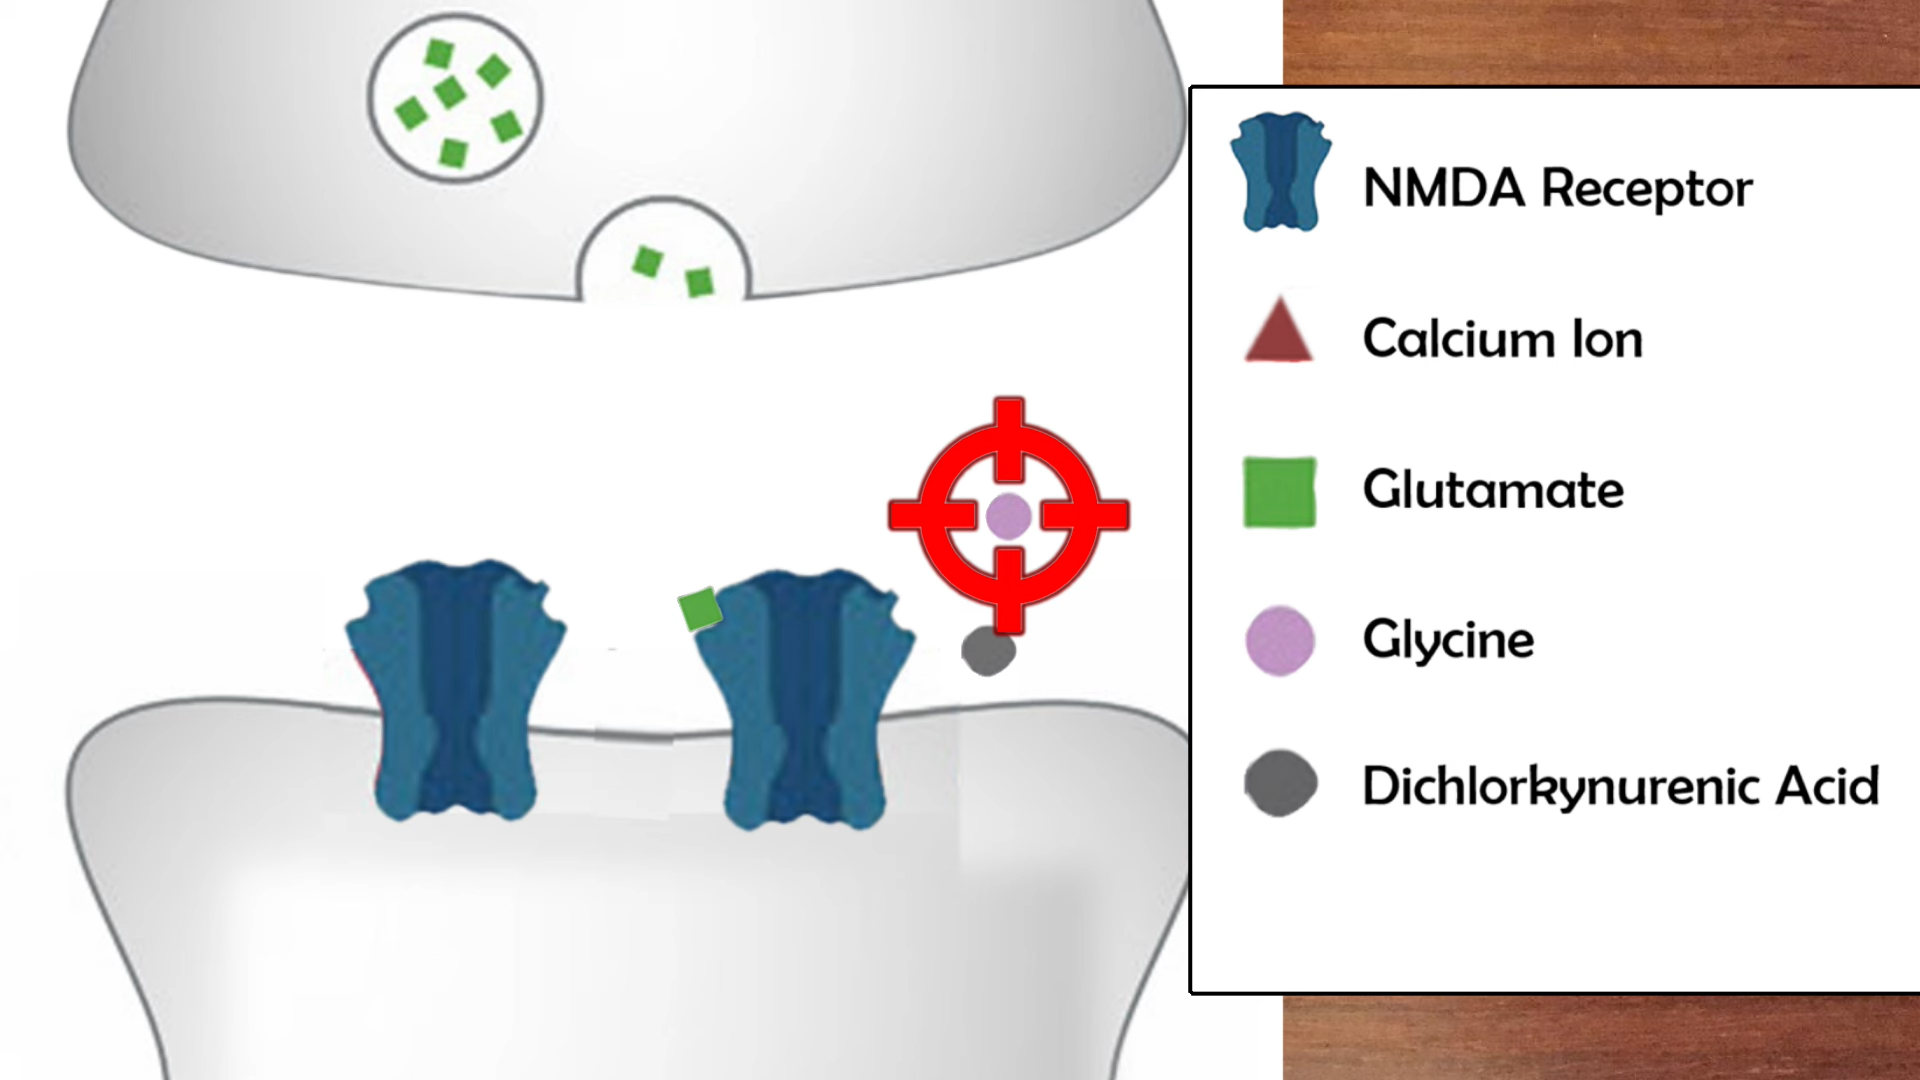 NMDA Receptor
Calcium Ion
Glutamate
Glycine
Dichlorkynurenic Acid